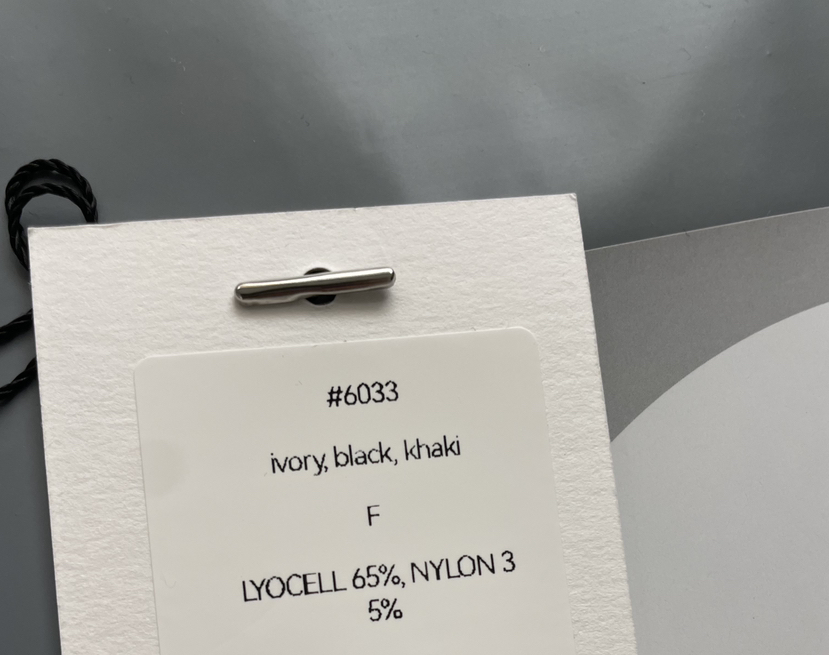 #6033
ivory, black, khaki
F
LYOCELL 65%, NYLON 3
5%